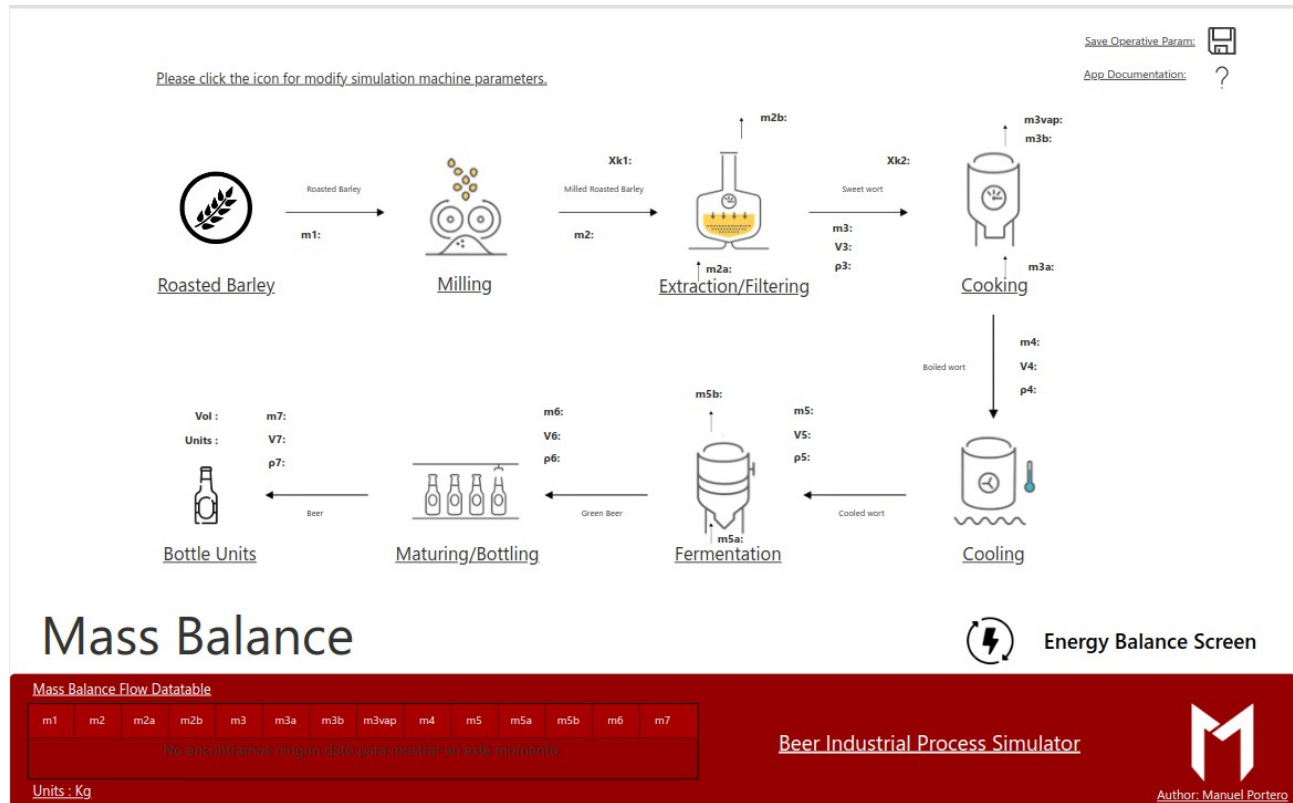 Save Operative Param:
App Documentation:
?
Please click the icon for modify simulation machine parameters.
m2b:
m3vap:
m3b:
Xk1:
Xk2:
Roasted Barley
Milled Roasted Barley
Sweet wort
m1:
m2:
m3:
V3:
ρ3:
m2a:
m3a:
Roasted Barley
Milling
Extraction/Filtering
Cooking
m4:
V4:
ρ4:
Boiled wort
m5b:
m5:
V5:
ρ5:
m6:
V6:
ρ6:
Vol :
m7:
Units :
V7:
ρ7:
Beer
Green Beer
Cooled wort
m5a:
Bottle Units
Maturing/Bottling
Fermentation
Cooling
Mass Balance
Energy Balance Screen
Mass Balance Flow Datatable
m1 m2 m2a m2b m3 m3a m3b m3vap m4 m5 m5a m5b m6 m7
No encontramos ningún dato para mostral en este momento.
Units : Kg
Beer Industrial Process Simulator
M
Author: Manuel Portero